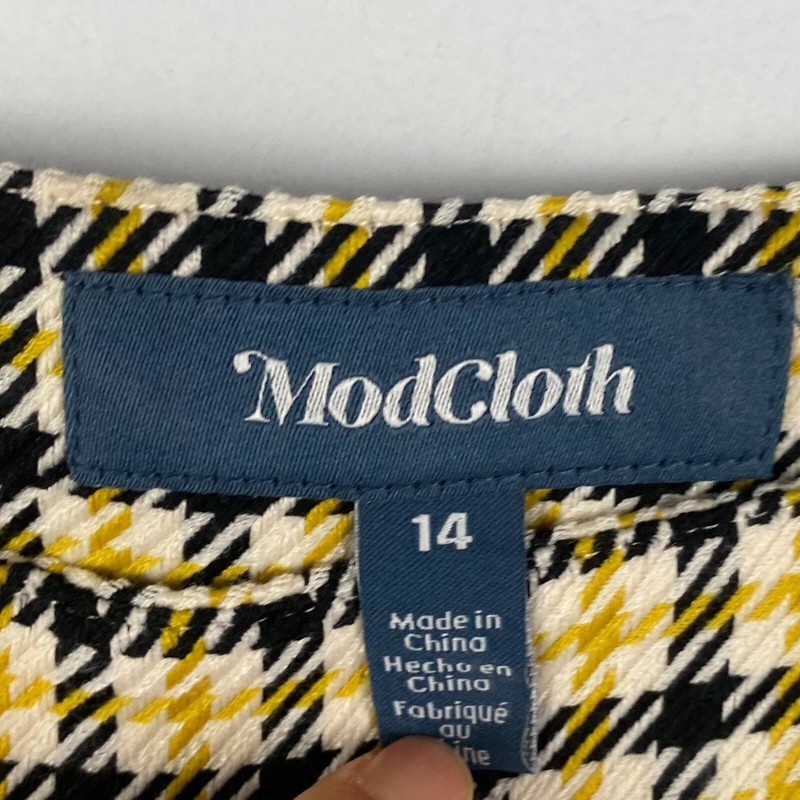 ModCloth
14
Made in
China
Hecho en
China
Fabriqué
au